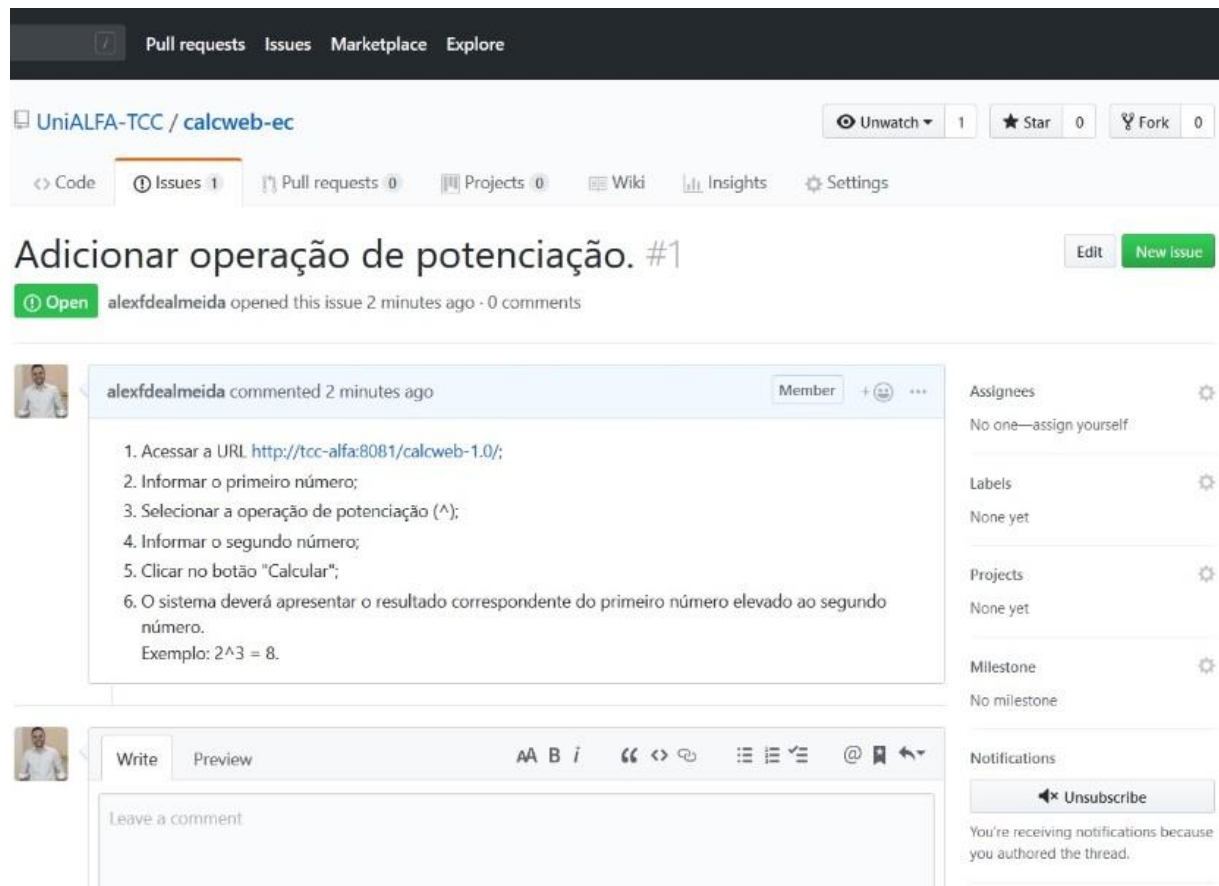 / Pull requests Issues Marketplace Explore
UniALFA-TCC / calcweb-ec
Unwatch 1 Star 0 Fork 0
<> Code Issues 1 Pull requests 0 Projects 0 Wiki Insights Settings
Adicionar operação de potenciação. #1
Edit New issue
Open alexfdealmeida opened this issue 2 minutes ago · 0 comments
alexfdealmeida commented 2 minutes ago
Member
1. Acessar a URL http://tcc-alfa:8081/calcweb-1.0/;
2. Informar o primeiro número;
3. Selecionar a operação de potenciação (^);
4. Informar o segundo número;
5. Clicar no botão "Calcular";
6. O sistema deverá apresentar o resultado correspondente do primeiro número elevado ao segundo
número.
Exemplo: 2^3 = 8.
Assignees
No one—assign yourself
Labels
None yet
Projects
None yet
Milestone
No milestone
Write Preview
AA B i “ <> @
Leave a comment
Notifications
Unsubscribe
You're receiving notifications because
you authored the thread.